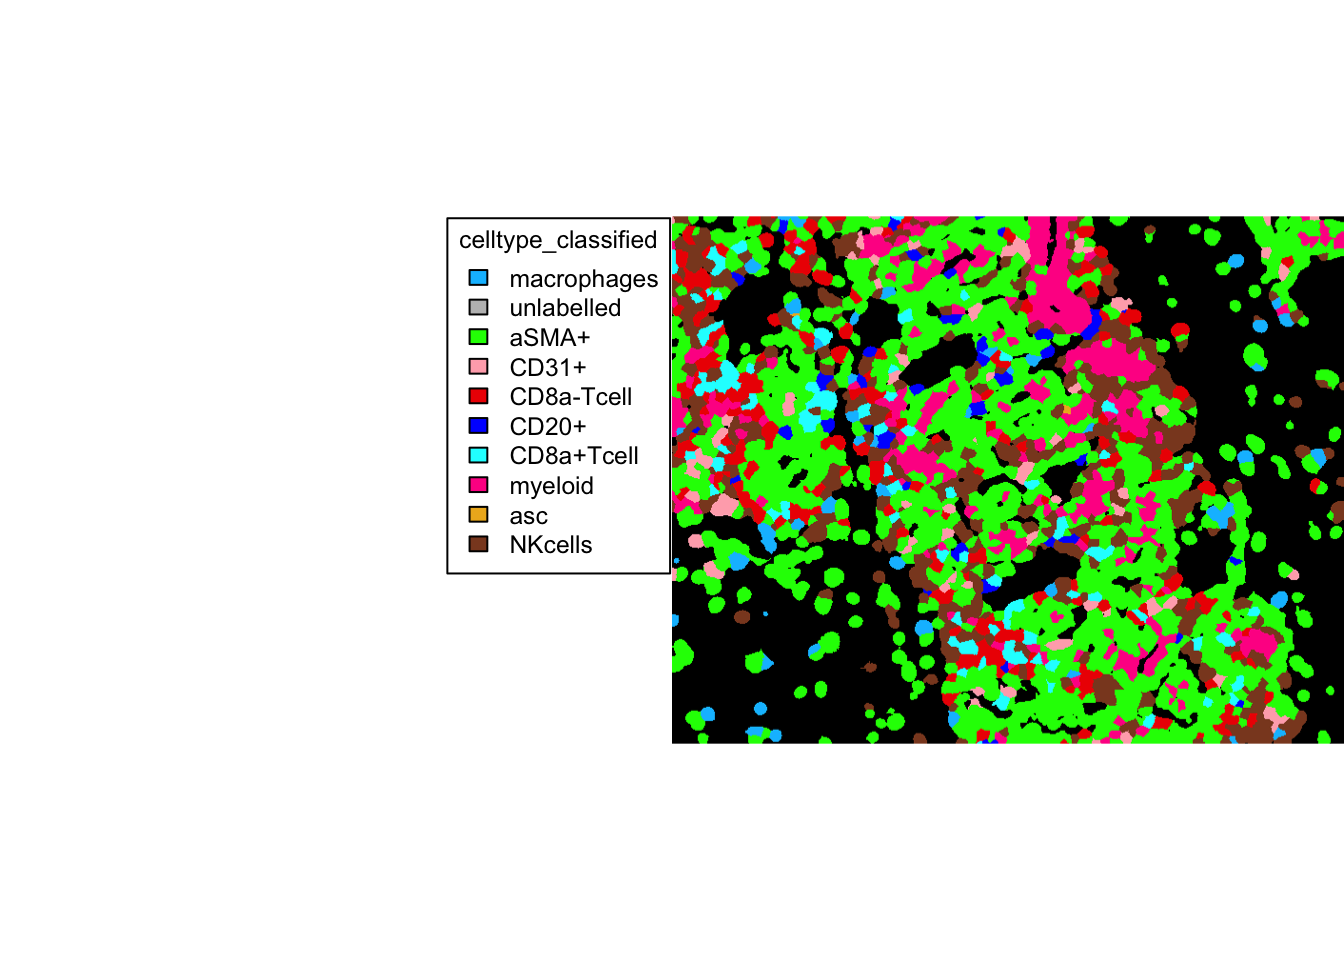 celltype_classified
macrophages
unlabelled
aSMA+
CD31+
CD8a-Tcell
CD20+
CD8a+Tcell
myeloid
asc
NKcells